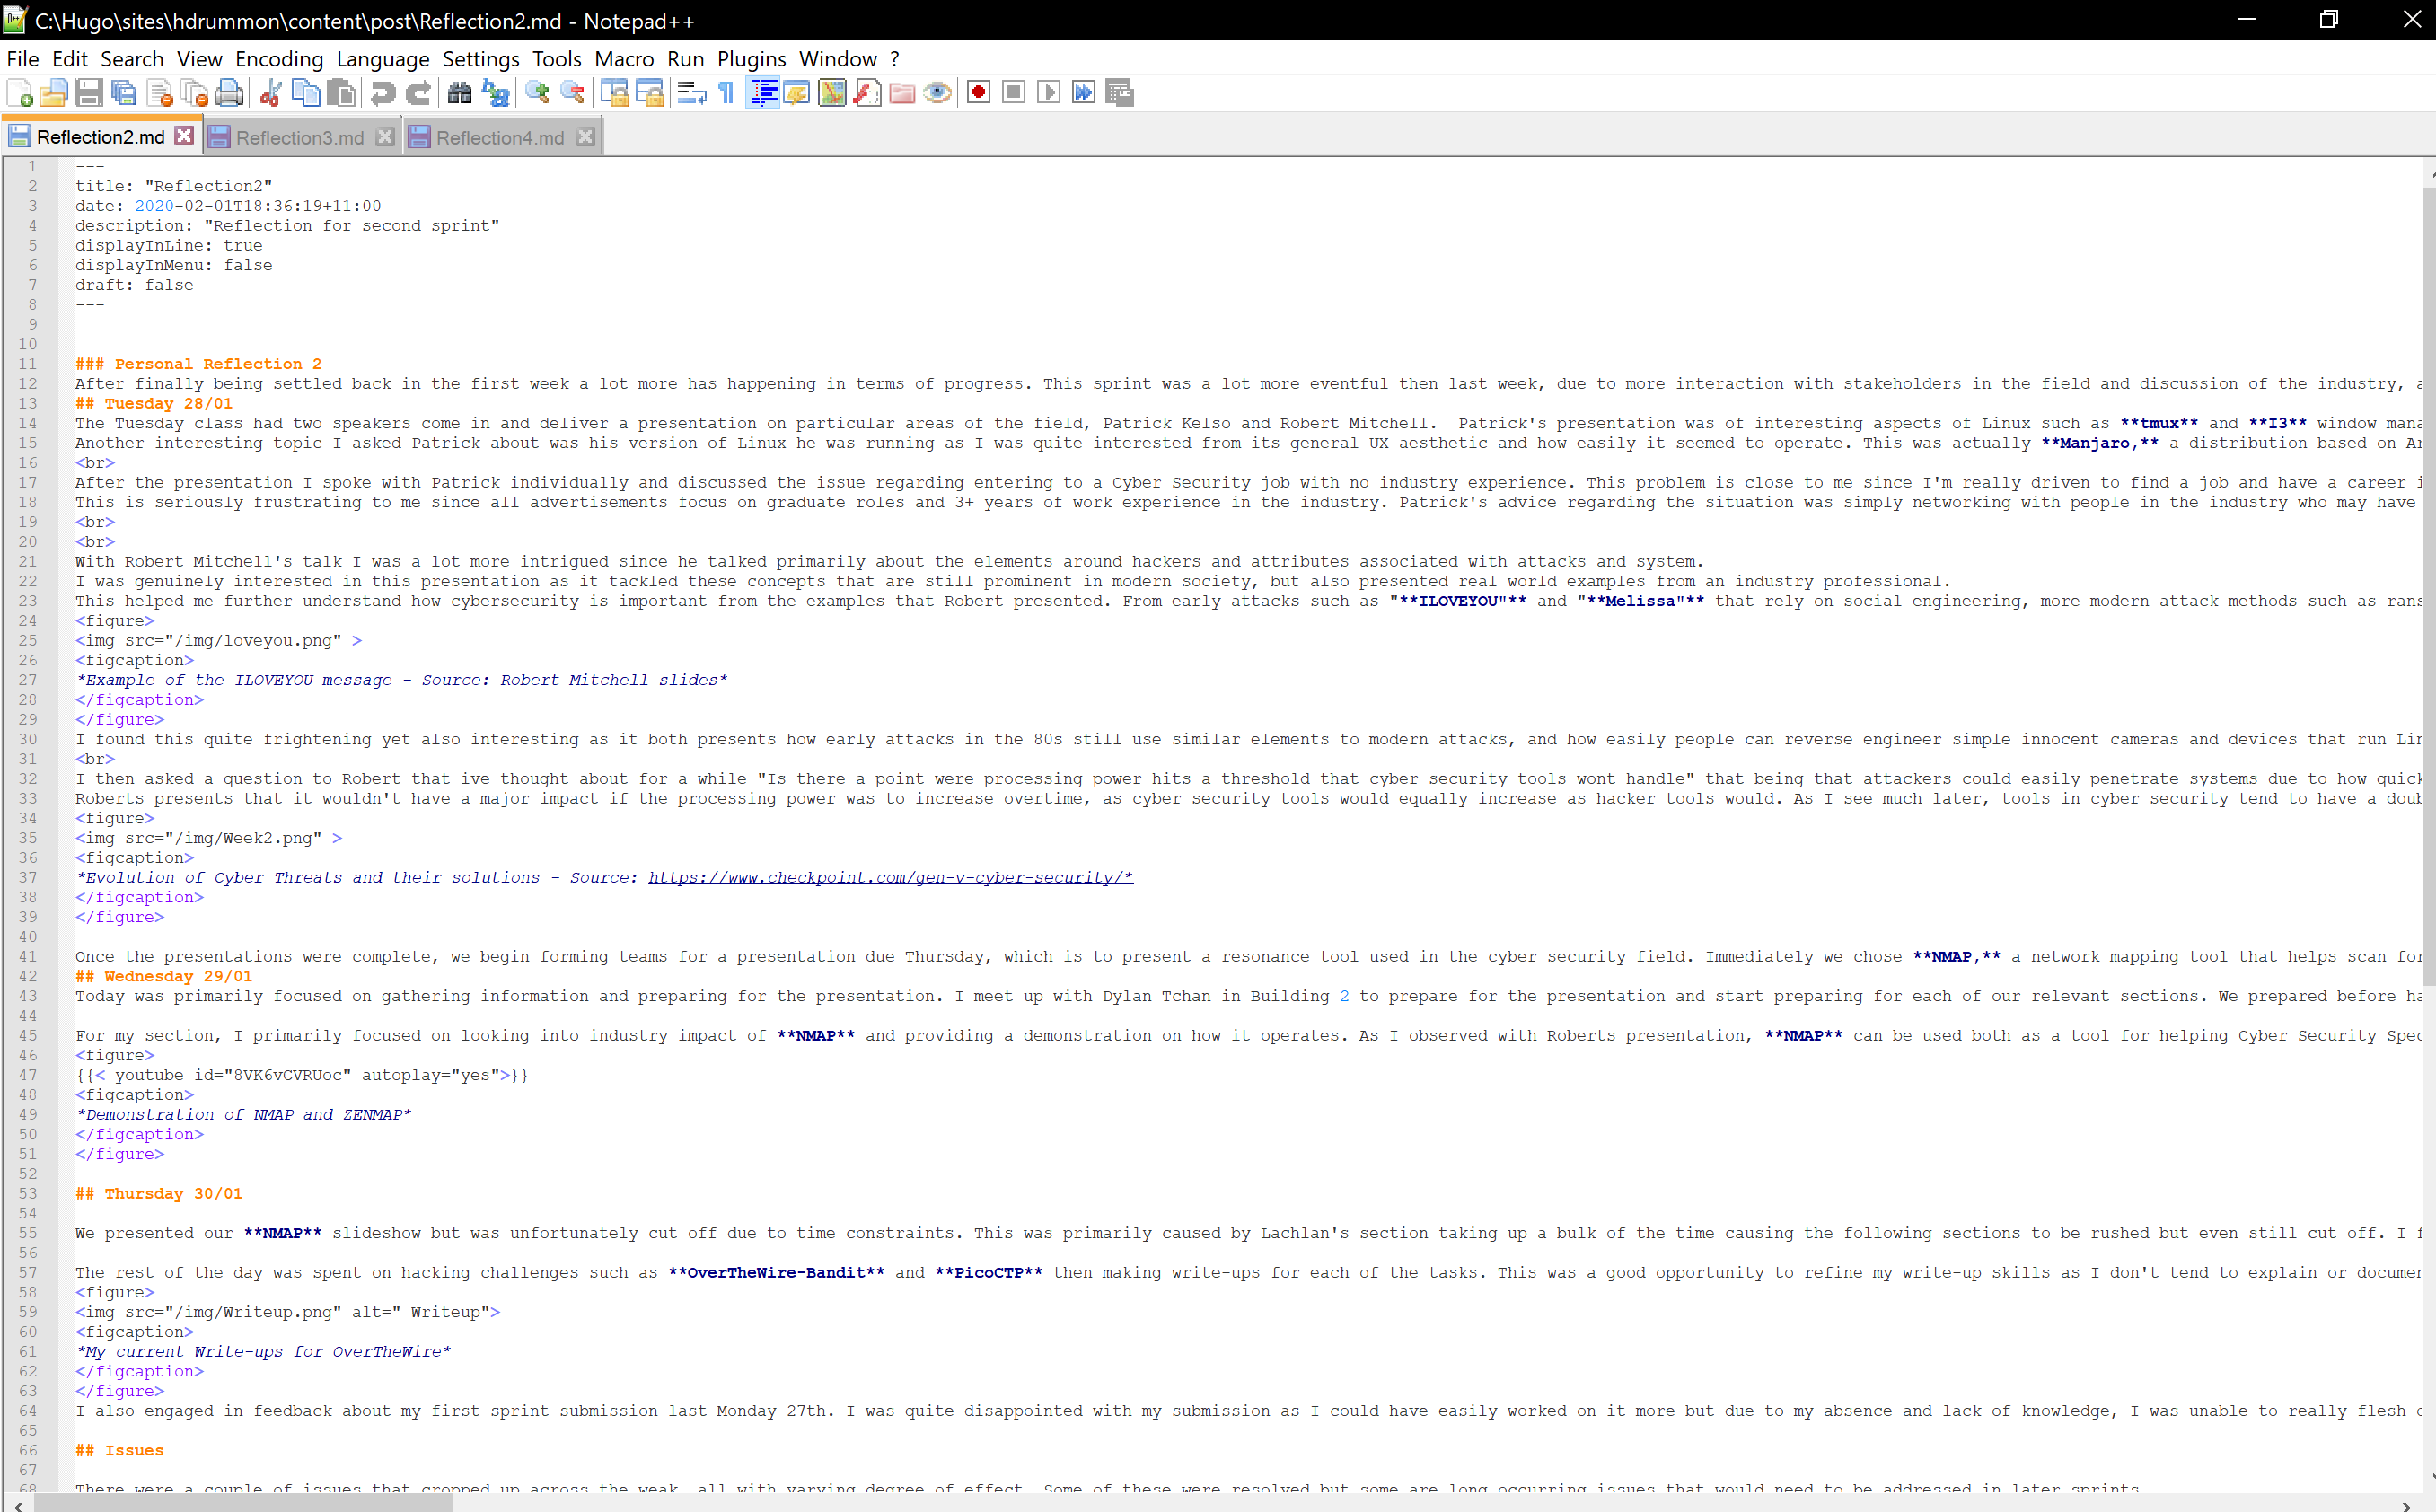 C:\Hugo\sites\hdrummon\content\post\Reflection2.md - Notepad++
File Edit Search View Encoding Language Settings Tools Macro Run Plugins Window ?
Reflection2.md Reflection3.md Reflection4.md
1 ---
2 title: "Reflection2"
3 date: 2020-02-01T18:36:19+11:00
4 description: "Reflection for second sprint"
5 displayInLine: true
6 displayInMenu: false
7 draft: false
8 ---
9
10
11 ### Personal Reflection 2
12 After finally being settled back in the first week a lot more has happening in terms of progress. This sprint was a lot more eventful then last week, due to more interaction with stakeholders in the field and discussion of the industry,
13 ## Tuesday 28/01
14 The Tuesday class had two speakers come in and deliver a presentation on particular areas of the field, Patrick Kelso and Robert Mitchell.  Patrick's presentation was of interesting aspects of Linux such as **tmux** and **I3** window
15 Another interesting topic I asked Patrick about was his version of Linux he was running as I was quite interested from its general UX aesthetic and how easily it seemed to operate. This was actually **Manjaro,** a distribution based on
16 <br>
17 After the presentation I spoke with Patrick individually and discussed the issue regarding entering to a Cyber Security job with no industry experience. This problem is close to me since I'm really driven to find a job and have a career
18 This is seriously frustrating to me since all advertisements focus on graduate roles and 3+ years of work experience in the industry. Patrick's advice regarding the situation was simply networking with people in the industry who may have
19 <br>
20 <br>
21 With Robert Mitchell's talk I was a lot more intrigued since he talked primarily about the elements around hackers and attributes associated with attacks and system.
22 I was genuinely interested in this presentation as it tackled these concepts that are still prominent in modern society, but also presented real world examples from an industry professional.
23 This helped me further understand how cybersecurity is important from the examples that Robert presented. From early attacks such as "**ILOVEYOU"** and "**Melissa"** that rely on social engineering, more modern attack methods such as
24 <figure>
25 <img src="/img/loveyou.png" >
26 <figcaption>
27 *Example of the ILOVEYOU message - Source: Robert Mitchell slides*
28 </figcaption>
29 </figure>
30 I found this quite frightening yet also interesting as it both presents how early attacks in the 80s still use similar elements to modern attacks, and how easily people can reverse engineer simple innocent cameras and devices that run
31 <br>
32 I then asked a question to Robert that ive thought about for a while "Is there a point were processing power hits a threshold that cyber security tools wont handle" that being that attackers could easily penetrate systems due to how
33 Roberts presents that it wouldn't have a major impact if the processing power was to increase overtime, as cyber security tools would equally increase as hacker tools would. As I see much later, tools in cyber security tend to have a
34 <figure>
35 <img src="/img/Week2.png" >
36 <figcaption>
37 *Evolution of Cyber Threats and their solutions - Source: https://www.checkpoint.com/gen-v-cyber-security/*
38 </figcaption>
39 </figure>
40
41 Once the presentations were complete, we begin forming teams for a presentation due Thursday, which is to present a resonance tool used in the cyber security field. Immediately we chose **NMAP,** a network mapping tool that helps scan
42 ## Wednesday 29/01
43 Today was primarily focused on gathering information and preparing for the presentation. I meet up with Dylan Tchan in Building 2 to prepare for the presentation and start preparing for each of our relevant sections. We prepared before
44
45 For my section, I primarily focused on looking into industry impact of **NMAP** and providing a demonstration on how it operates. As I observed with Roberts presentation, **NMAP** can be used both as a tool for helping Cyber Security
46 <figure>
47 {{< youtube id="8VK6vCVRUoc" autoplay="yes">}}
48 <figcaption>
49 *Demonstration of NMAP and ZENMAP*
50 </figcaption>
51 </figure>
52
53 ## Thursday 30/01
54
55 We presented our **NMAP** slideshow but was unfortunately cut off due to time constraints. This was primarily caused by Lachlan's section taking up a bulk of the time causing the following sections to be rushed but even still cut off. I
56
57 The rest of the day was spent on hacking challenges such as **OverTheWire-Bandit** and **PicoCTP** then making write-ups for each of the tasks. This was a good opportunity to refine my write-up skills as I don't tend to explain or
58 <figure>
59 <img src="/img/Writeup.png" alt=" Writeup">
60 <figcaption>
61 *My current Write-ups for OverTheWire*
62 </figcaption>
63 </figure>
64 I also engaged in feedback about my first sprint submission last Monday 27th. I was quite disappointed with my submission as I could have easily worked on it more but due to my absence and lack of knowledge, I was unable to really flesh
65
66 ## Issues
67
68 There were a couple of issues that cropped up across the weak, all with varying degree of effect. Some of these were resolved but some are long occurring issues that would need to be addressed in later sprints